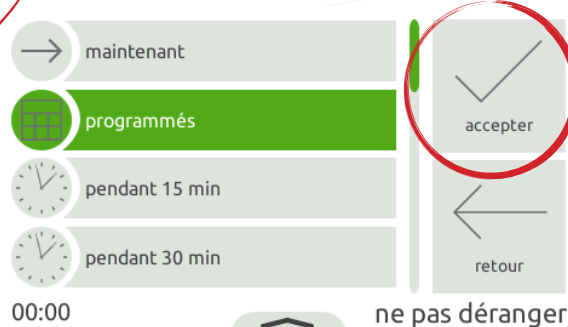 maintenant
programmés
pendant 15 min
pendant 30 min
accepter
retour
00:00
ne pas déranger